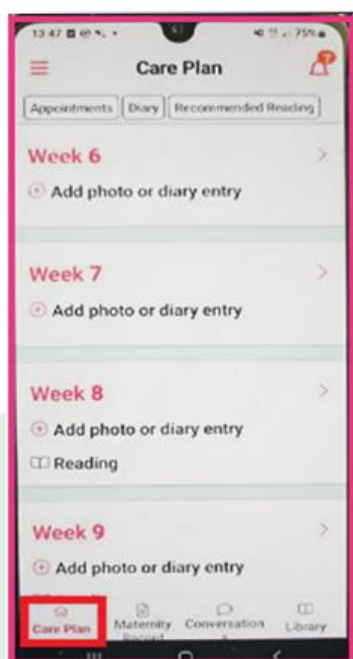 13:47
75%
Care Plan
Appointments
Diary
Recommended Reading
Week 6
Add photo or diary entry
Week 7
Add photo or diary entry
Week 8
Add photo or diary entry
Reading
Week 9
Add photo or diary entry
Care Plan
Maternity
Record
Conversation
s
Library